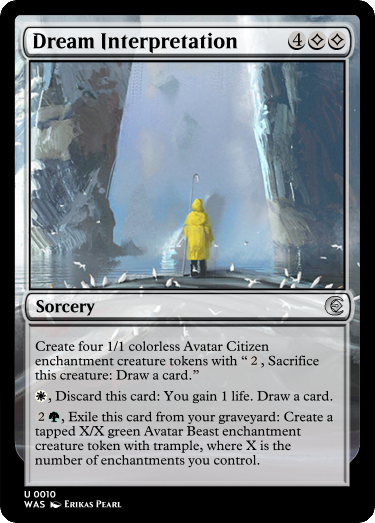 Dream Interpretation 4
Sorcery
Create four 1/1 colorless Avatar Citizen
enchantment creature tokens with “2, Sacrifice
this creature: Draw a card.”
, Discard this card: You gain 1 life. Draw a card.
2, Exile this card from your graveyard: Create a
tapped X/X green Avatar Beast enchantment
creature token with trample, where X is the
number of enchantments you control.
U 0010
WAS Erikas Pearl